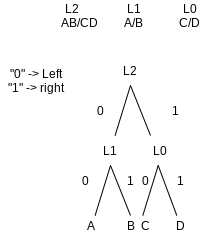 L2 L1 L0
AB/CD A/B C/D
"0" -> Left
"1" -> right
L2
0 1
L1 L0
0 1 0 1
A B C D